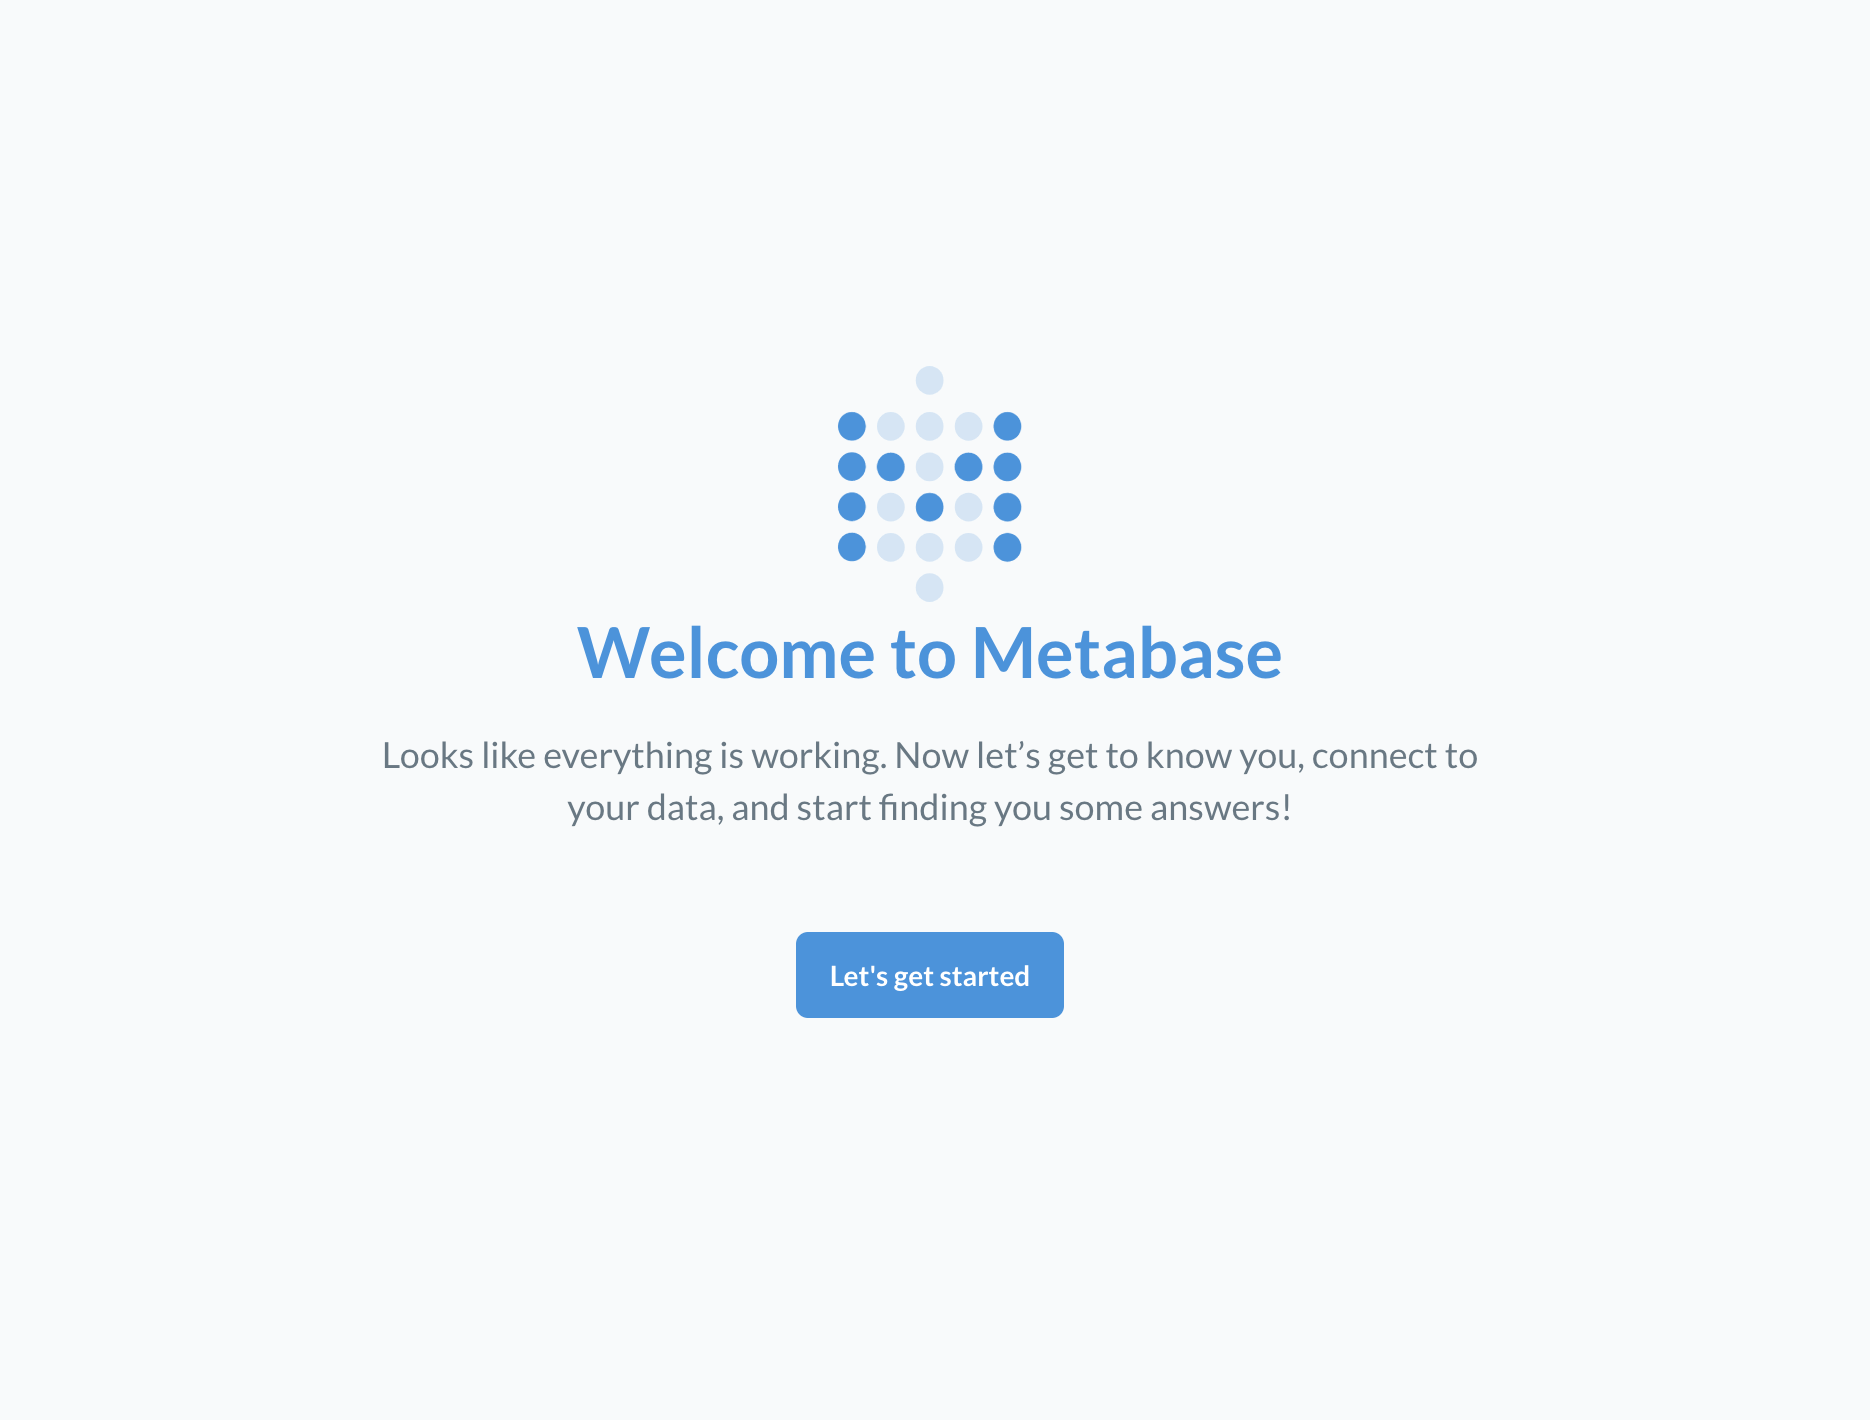 Welcome to Metabase
Looks like everything is working. Now let’s get to know you, connect to
your data, and start finding you some answers!
Let's get started